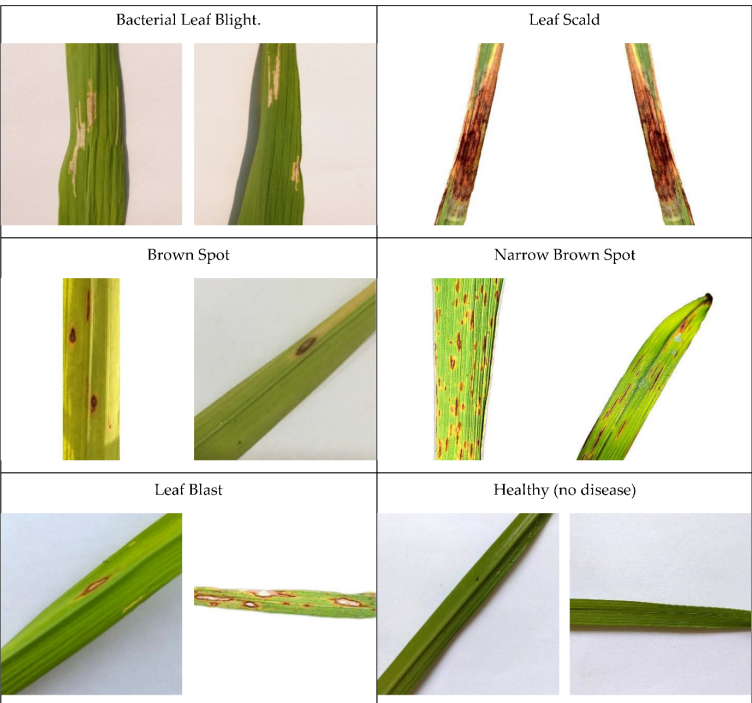 Bacterial Leaf Blight.
Leaf Scald
Brown Spot
Narrow Brown Spot
Leaf Blast
Healthy (no disease)